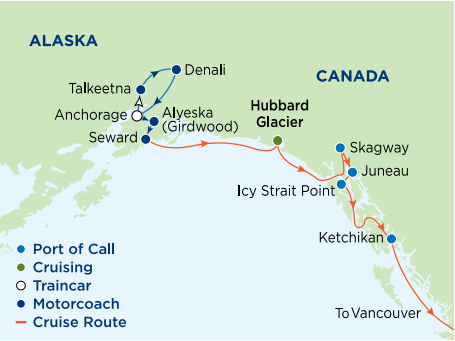 ALASKA
Denali
CANADA
Talkeetna
Hubbard
Glacier
Anchorage
Alyeska
(Girdwood)
Seward
Skagway
Juneau
Icy Strait Point
Ketchikan
Port of Call
Cruising
Traincar
Motorcoach
Cruise Route
To Vancouver